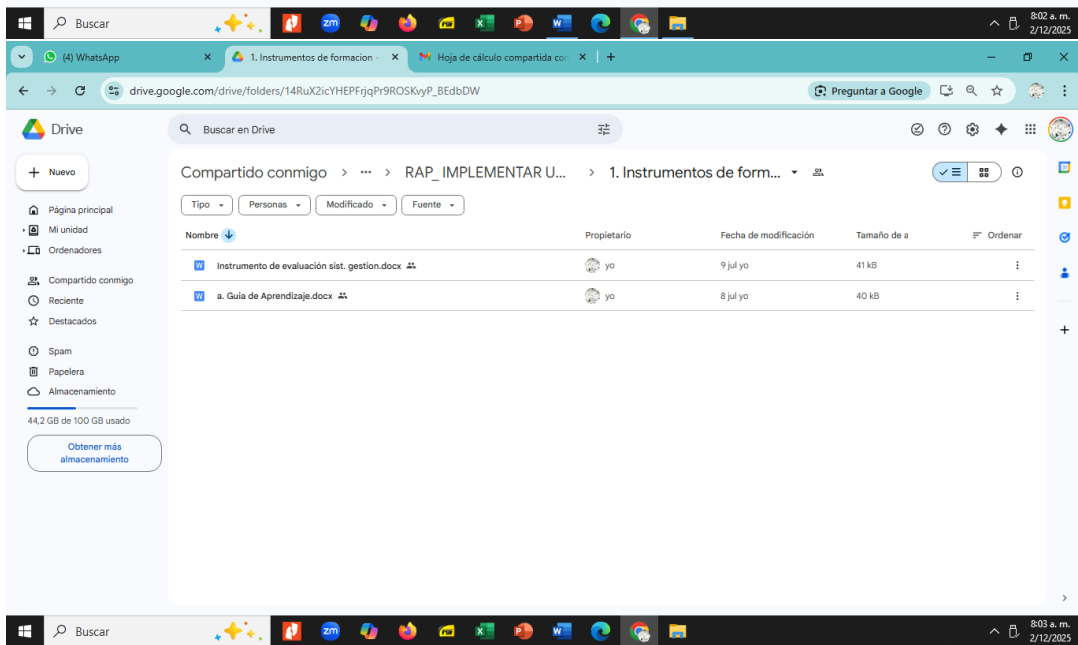 Buscar
zm
8:02 a. m.
2/12/2025
(4) WhatsApp
1. Instrumentos de formacion -
Hoja de cálculo compartida con
drive.google.com/drive/folders/14RuX2icYHEPFrjqPr9ROSKvyP_BEdbDW
Preguntar a Google
Drive
Buscar en Drive
Nuevo
Compartido conmigo > ... > RAP_ IMPLEMENTAR U... > 1. Instrumentos de form...
Página principal
Tipo Personas Modificado Fuente
Mi unidad
Nombre Propietario Fecha de modificación Tamaño de a Ordenar
Ordenadores
Instrumento de evaluación sist. gestion.docx yo 9 jul yo 41 kB
Compartido conmigo
a. Guia de Aprendizaje.docx yo 8 jul yo 40 kB
Reciente
Destacados
Spam
Papelera
Almacenamiento
44,2 GB de 100 GB usado
Obtener más
almacenamiento
Buscar
zm
8:03 a. m.
2/12/2025